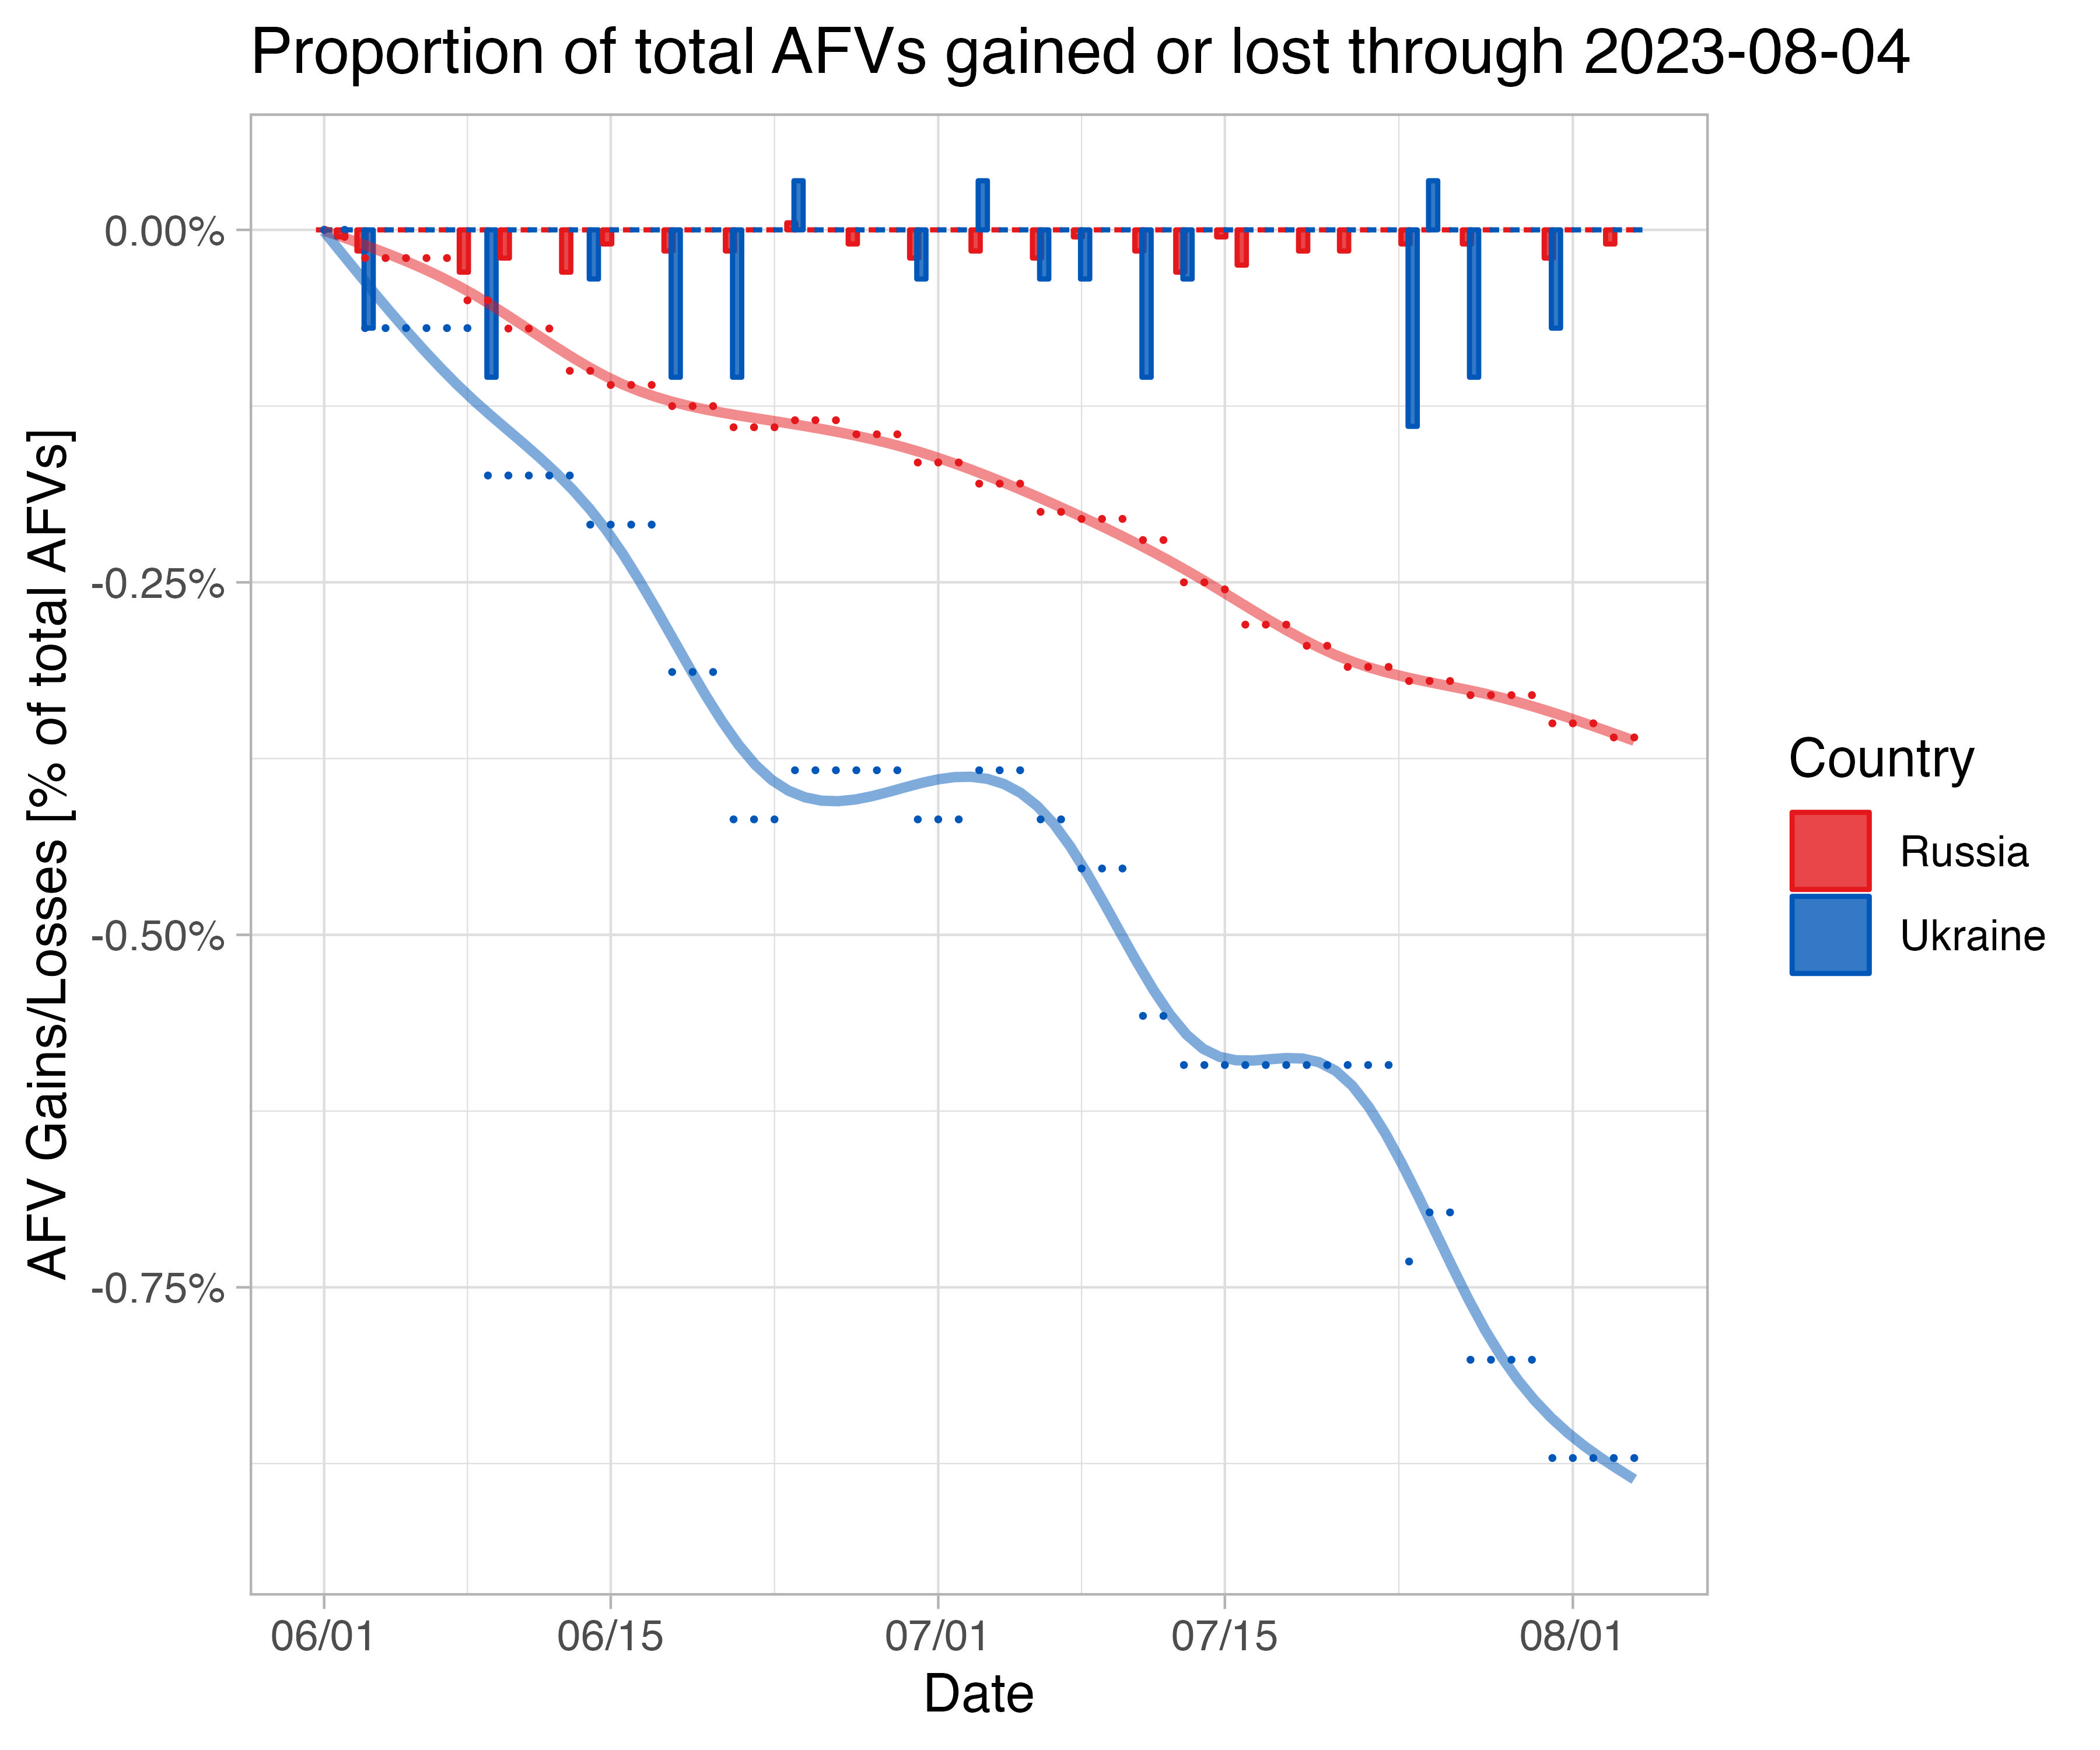 Proportion of total AFVs gained or lost through 2023-08-04
AFV Gains/Losses [% of total AFVs]
0.00%
-0.25%
-0.50%
-0.75%
06/01
06/15
07/01
07/15
08/01
Date
Country
Russia
Ukraine